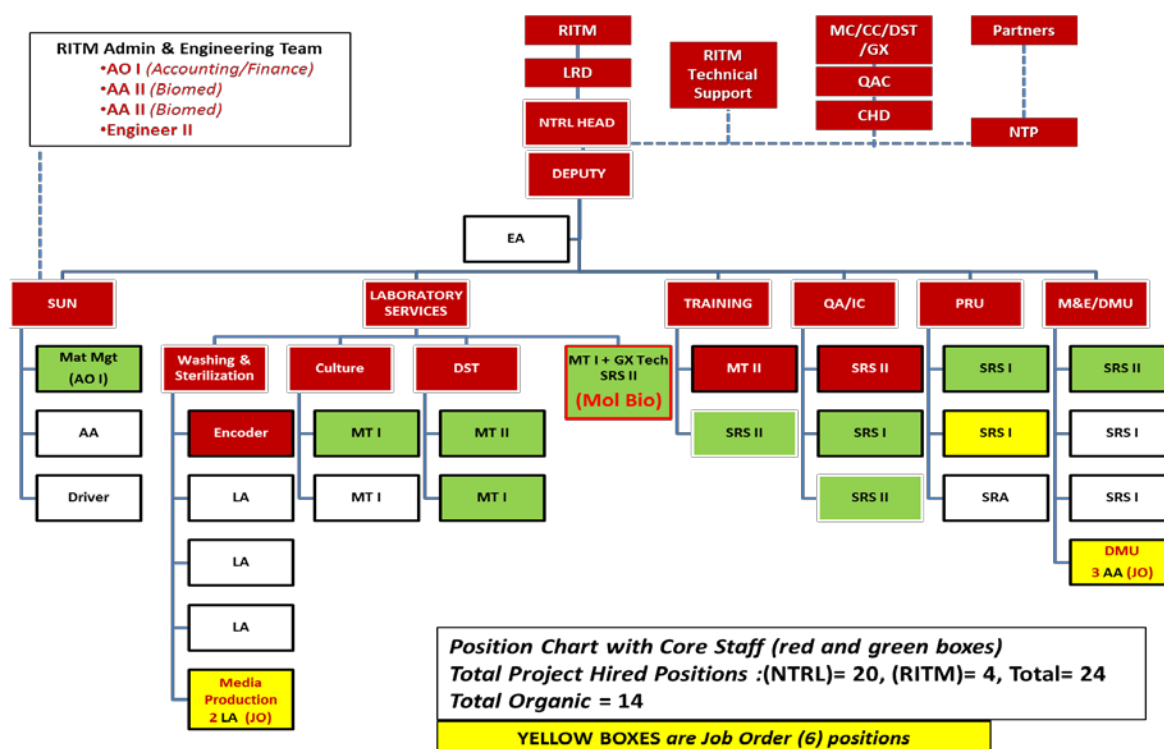 RITM Admin & Engineering Team
•AO I (Accounting/Finance)
•AA II (Biomed)
•AA II (Biomed)
•Engineer II
RITM
LRD
NTRL HEAD
DEPUTY
RITM
Technical
Support
MC/CC/DST
/GX
QAC
CHD
Partners
NTP
EA
SUN
LABORATORY
SERVICES
TRAINING
QA/IC
PRU
M&E/DMU
Mat Mgt
(AO I)
AA
Driver
Washing &
Sterilization
Encoder
LA
LA
LA
Media
Production
2 LA (JO)
Culture
MT I
MT I
DST
MT II
MT I
MT I + GX Tech
SRS II
(Mol Bio)
MT II
SRS II
SRS II
SRS I
SRS II
SRS I
SRS I
SRA
SRS II
SRS I
SRS I
DMU
3 AA (JO)
Position Chart with Core Staff (red and green boxes)
Total Project Hired Positions :(NTRL)= 20, (RITM)= 4, Total= 24
Total Organic = 14
YELLOW BOXES are Job Order (6) positions